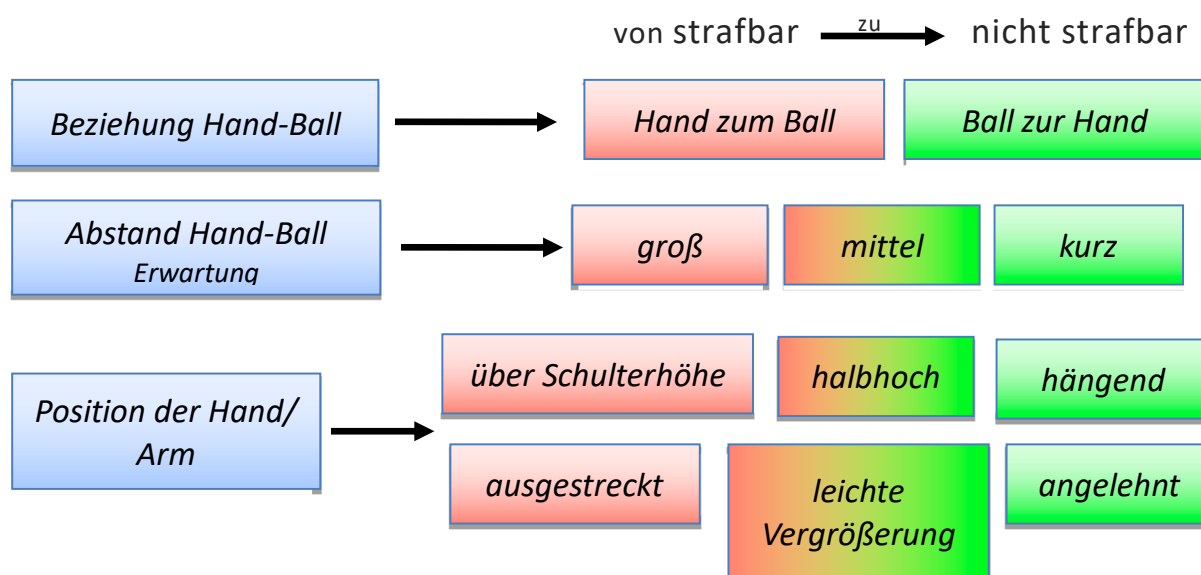 von strafbar zu nicht strafbar
Beziehung Hand-Ball
Hand zum Ball
Ball zur Hand
Abstand Hand-Ball
Erwartung
groß
mittel
kurz
Position der Hand/
Arm
über Schulterhöhe
halbhoch
hängend
ausgestreckt
leichte
Vergrößerung
angelehnt